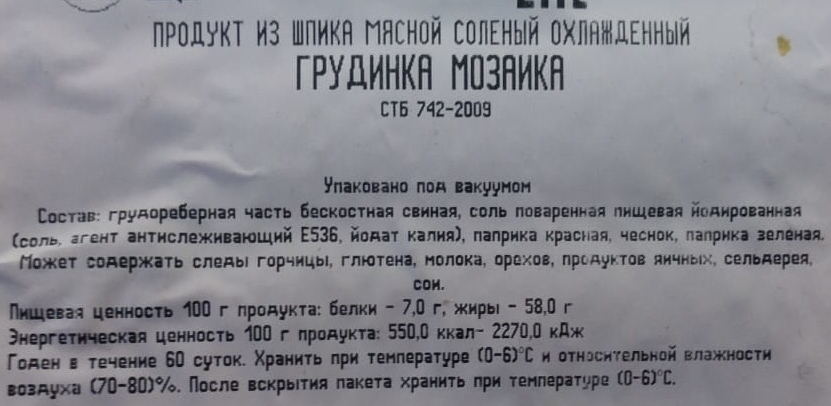 ПРОДУКТ ИЗ ШПИКА МЯСНОЙ СОЛЕНЫЙ ОХЛАЖДЕННЫЙ
ГРУДИНКА МОЗАИКА
СТБ 742-2009
Упаковано под вакуумом
Состав: грудореберная часть бескостная свиная, соль поваренная пищевая йодированная
(соль, агент антислеживающий Е536, йодат калия), паприка красная, чеснок, паприка зеленая.
Может содержать следы горчицы, глютена, молока, орехов, продуктов яичных, сельдерея,
сои.
Пищевая ценность 100 г продукта: белки - 7,0 г, жиры - 58,0 г
Энергетическая ценность 100 г продукта: 550,0 ккал- 2270,0 кДж
Годен в течение 60 суток. Хранить при температуре (0-6)°С и относительной влажности
воздуха (70-80)%. После вскрытия пакета хранить при температуре (0-6)°С.